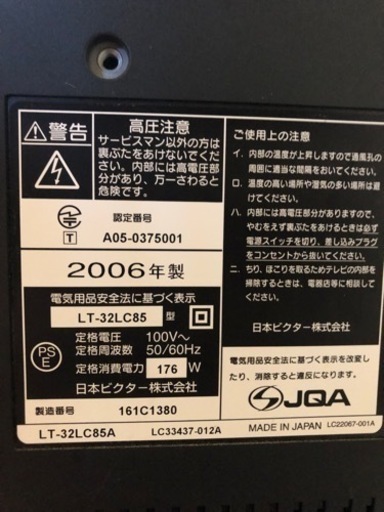 警告
高圧注意
サービスマン以外の方は
裏ぶたをあけないでくだ
さい。内部に高電圧部
分があり、万一さわると
危険です。
T
認定番号
A05-0375001
2006年製
電気用品安全法に基づく表示
LT-32LC85 型
定格電圧 100V~
定格周波数 50/60Hz
定格消費電力 176 W
日本ビクター株式会社
PS
E
製造番号 161C1380
LT-32LC85A LC33437-012A
ご使用上の注意
イ. 内部の温度が上昇しますので通風孔の
周囲に適当な間隔をあけてください。
ロ. 温度の高い場所や湿気の多い場所は
避けてください。
ハ. 内部には高電圧部分がありますので、
やむをえず裏ぶたをあけるときは必ず
電源スイッチを切り、差し込みプラグ
をコンセントから抜いてください。
ニ. ちり、ほこりを取るためテレビの内部を
掃除するときは、電器店等に相談して
ください。
日本ビクター株式会社
電気用品安全法に基づく表示を改変し
たり、消除すると違反になります。
JQA
MADE IN JAPAN LC22067-001A